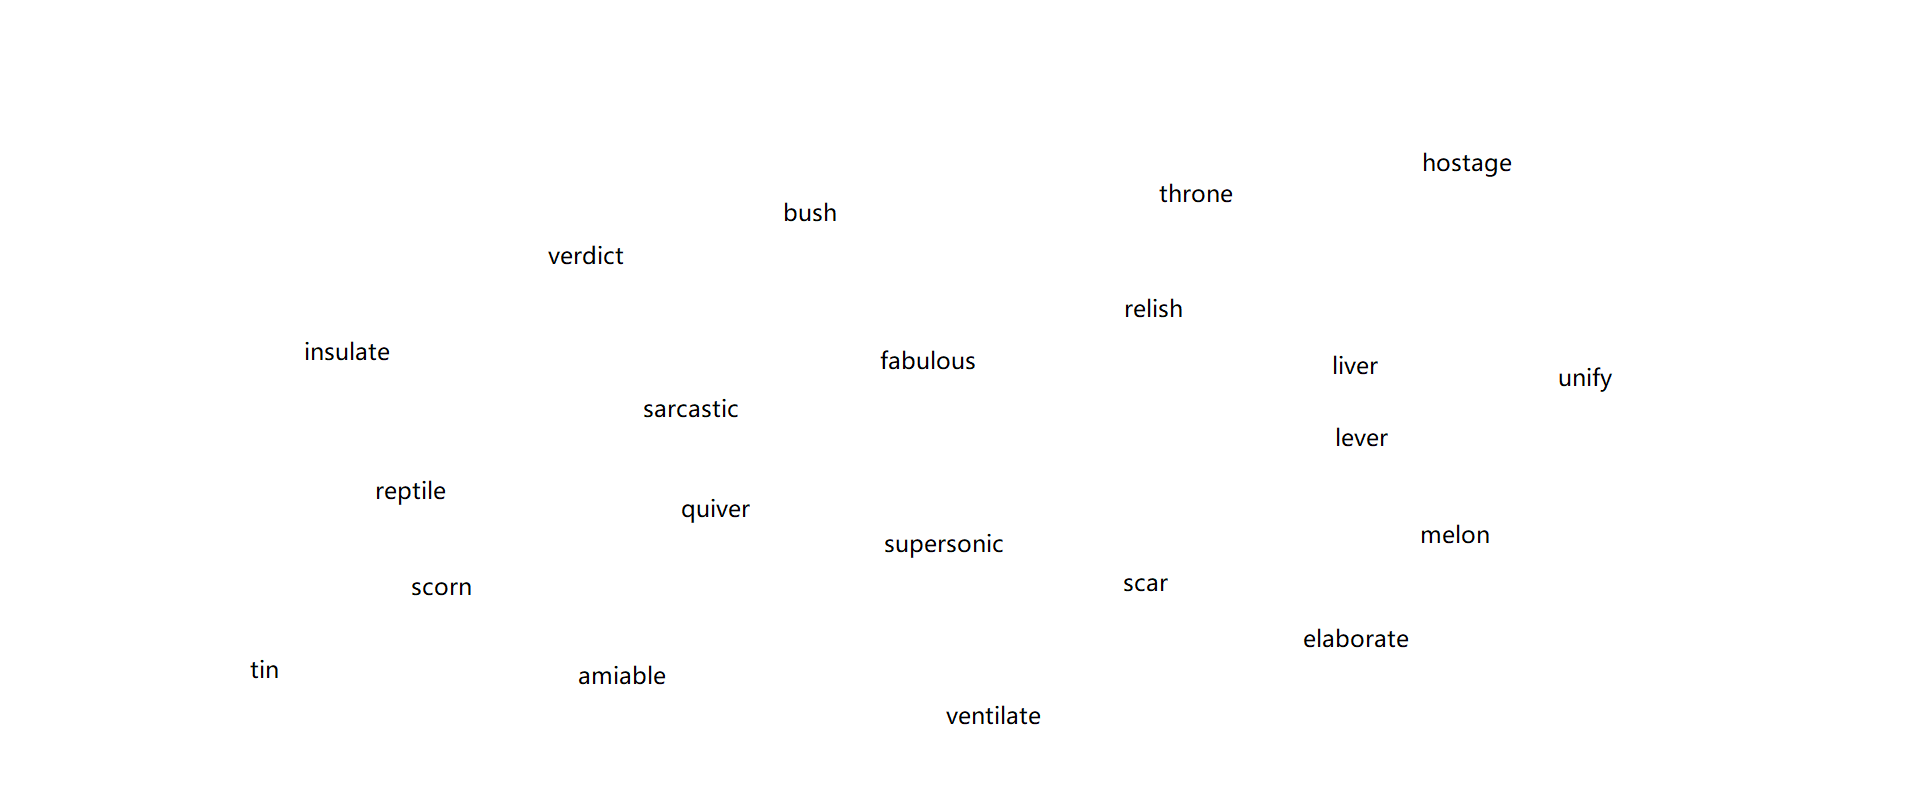 hostage
throne
bush
verdict
relish
insulate
fabulous
liver
unify
sarcastic
lever
reptile
quiver
melon
supersonic
scar
scorn
elaborate
tin
amiable
ventilate